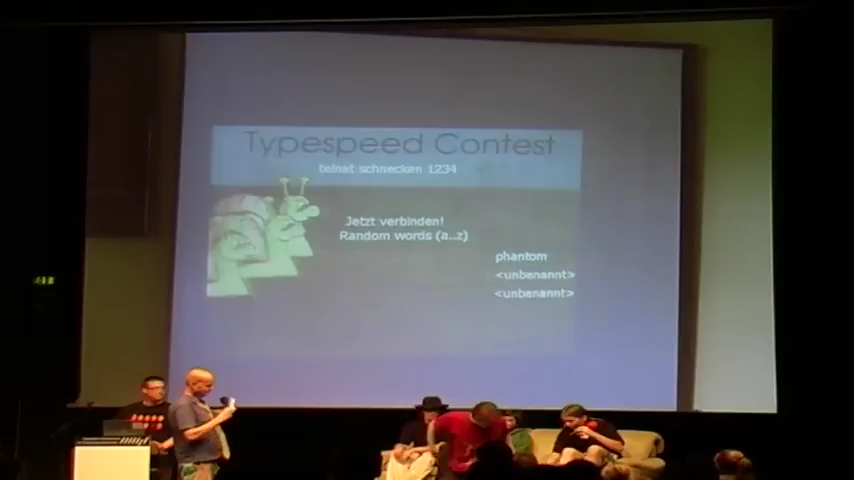 Typespeed Contest
telnet schnecken 1234
Jetzt verbinden!
Random words (a..z)
phantom
<unbenannt>
<unbenannt>